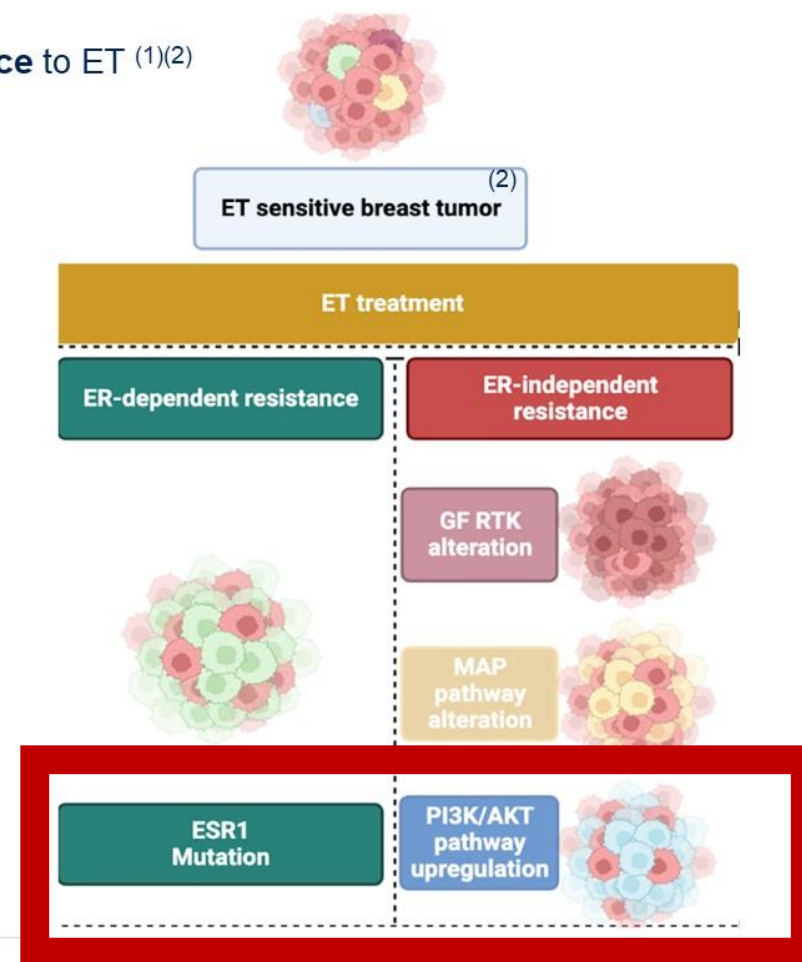 ce to ET (1)(2)
(2)
ET sensitive breast tumor
ET treatment
ER-dependent resistance
ER-independent
resistance
GF RTK
alteration
MAP
pathway
alteration
ESR1
Mutation
PI3K/AKT
pathway
upregulation